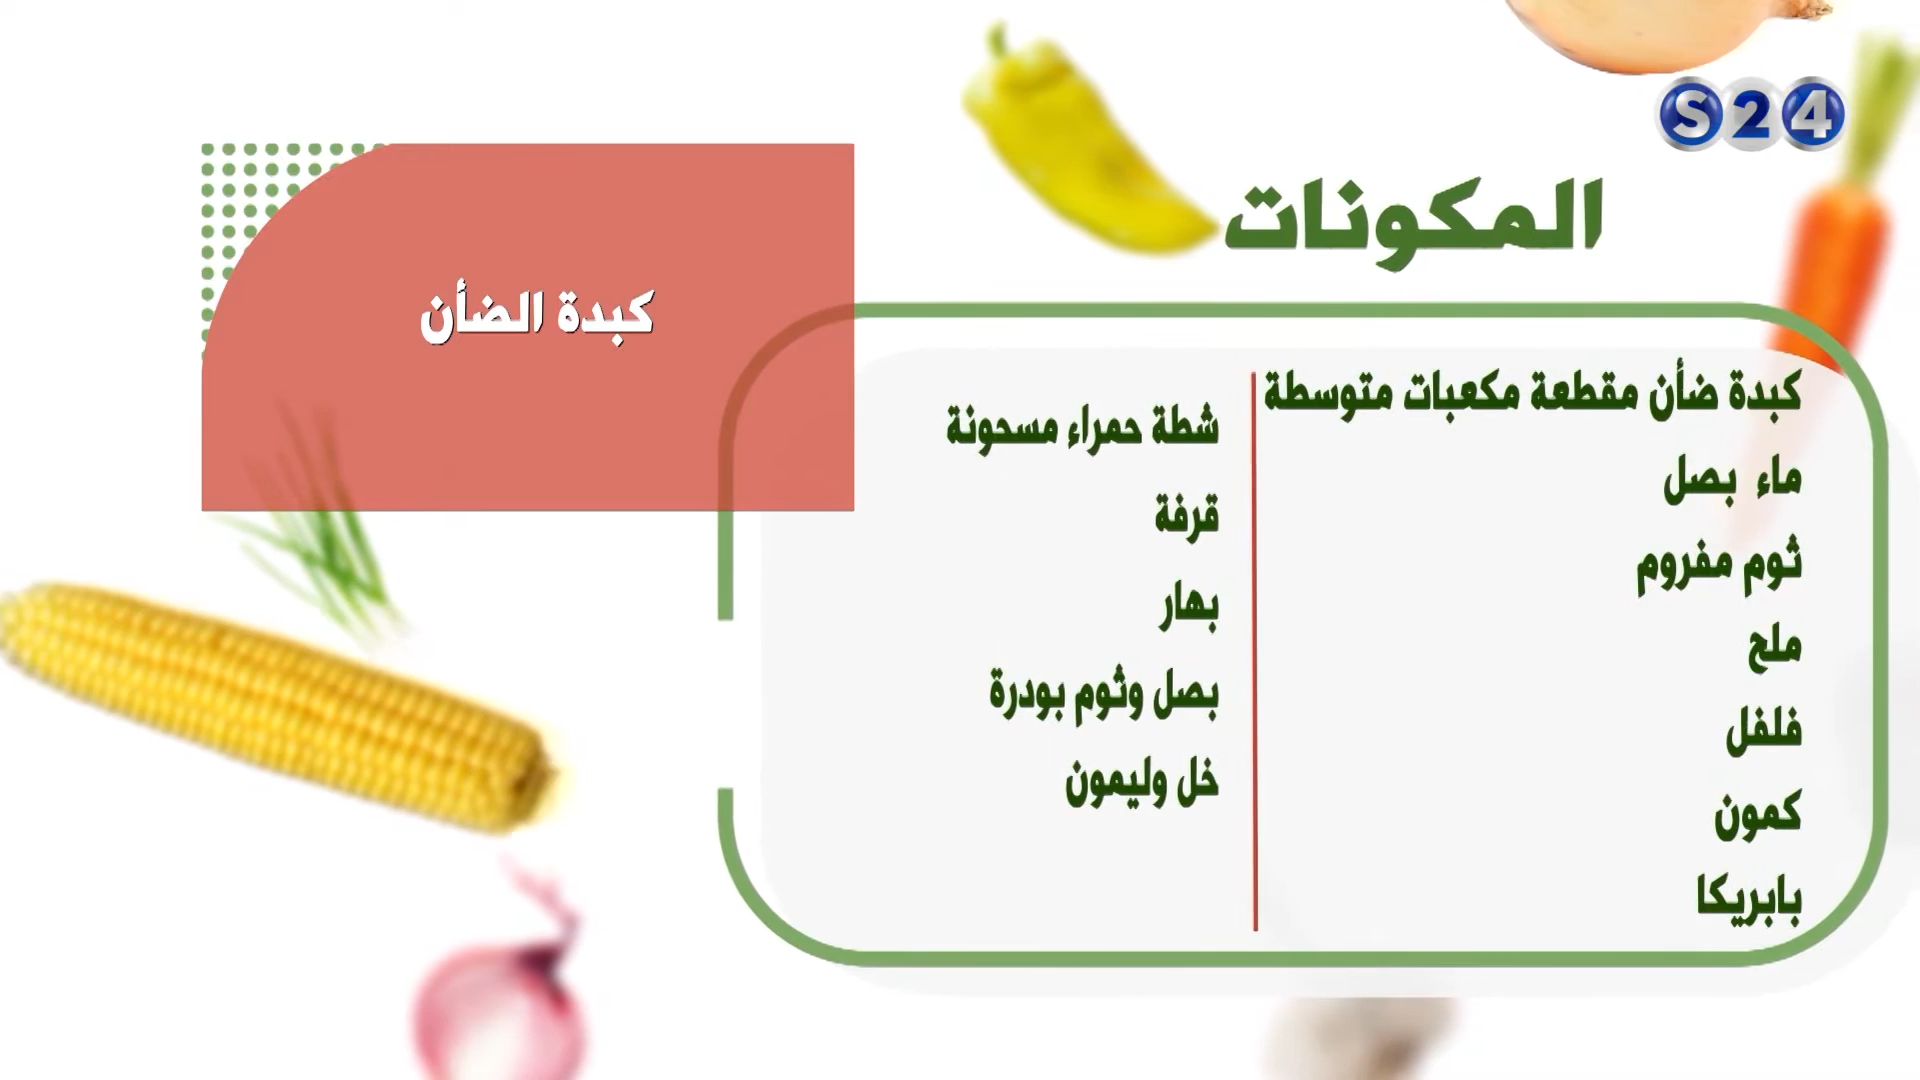 S24
المكونات
كبدة الضأن
كبدة ضأن مقطعة مكعبات متوسطة
ماء بصل
ثوم مفروم
ملح
فلفل
كمون
بابريكا
شطة حمراء مسحونة
قرفة
بهار
بصل وثوم بودرة
خل وليمون